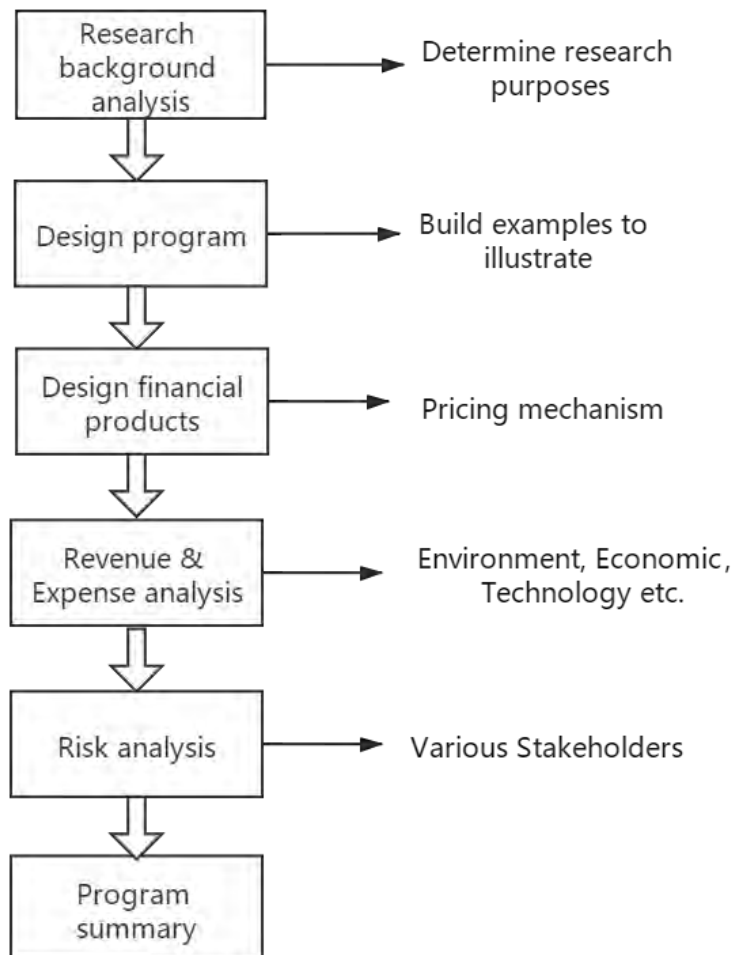 Research
background
analysis
Determine research
purposes
Design program
Build examples to
illustrate
Design financial
products
Pricing mechanism
Revenue &
Expense analysis
Environment, Economic,
Technology etc.
Risk analysis
Various Stakeholders
Program
summary